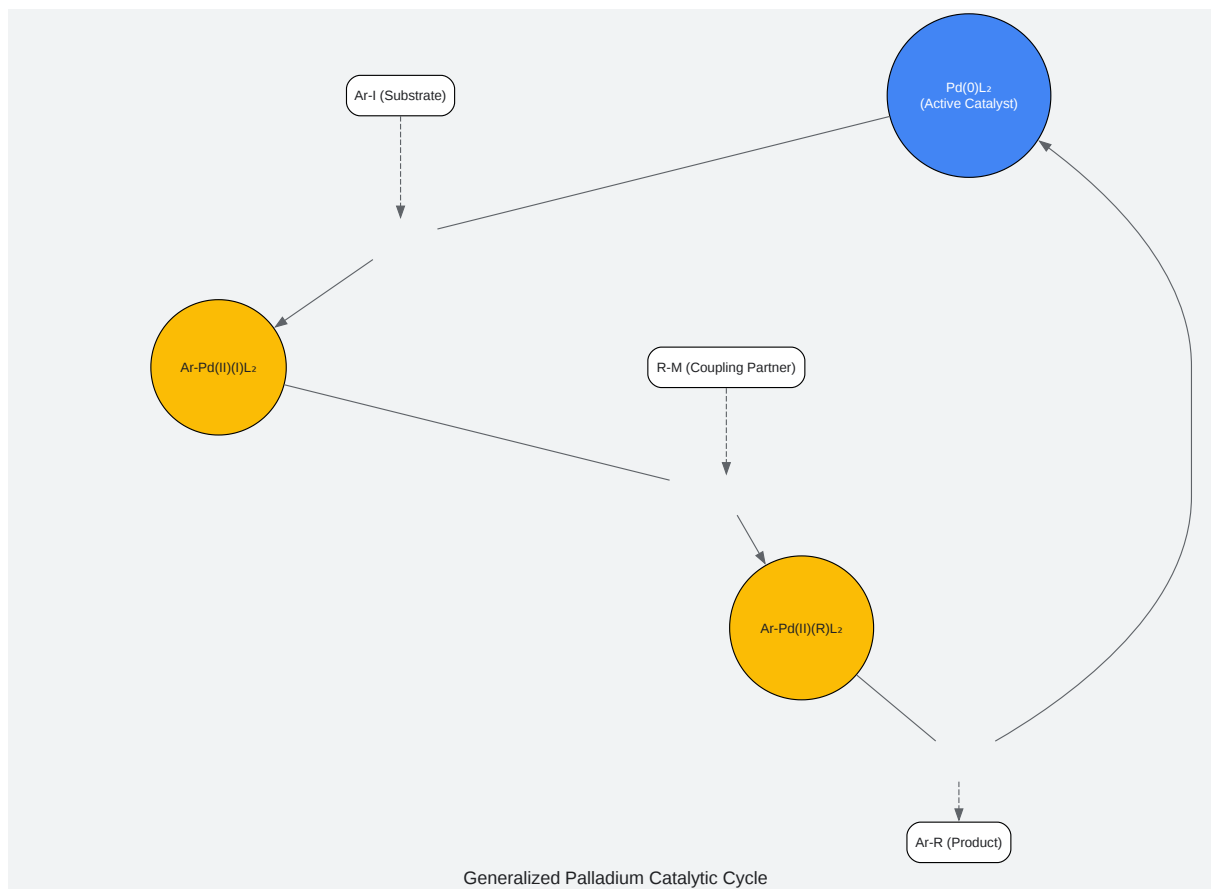 Pd(0)L₂
(Active Catalyst)
Ar-I (Substrate)
Ar-Pd(II)(I)L₂
R-M (Coupling Partner)
Ar-Pd(II)(R)L₂
Ar-R (Product)
Generalized Palladium Catalytic Cycle